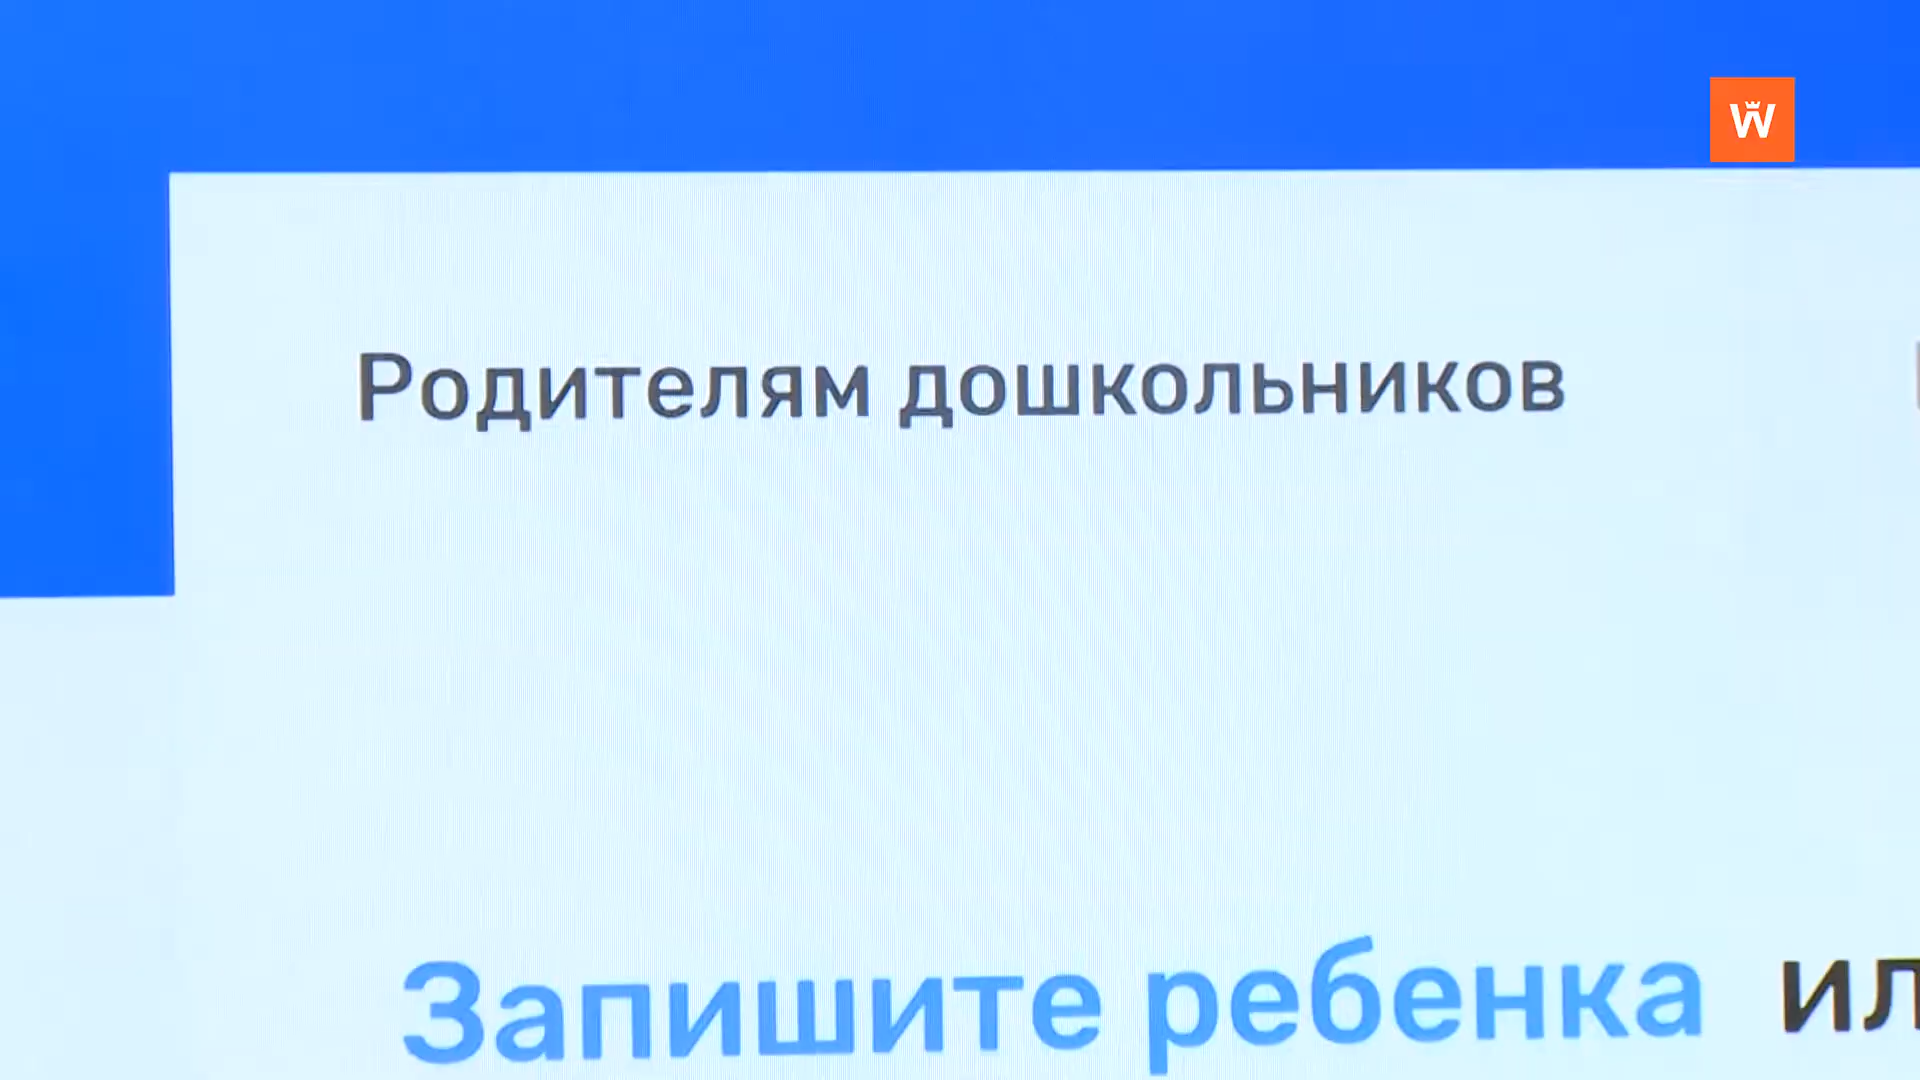 W
Родителям дошкольников
Запишите ребенка